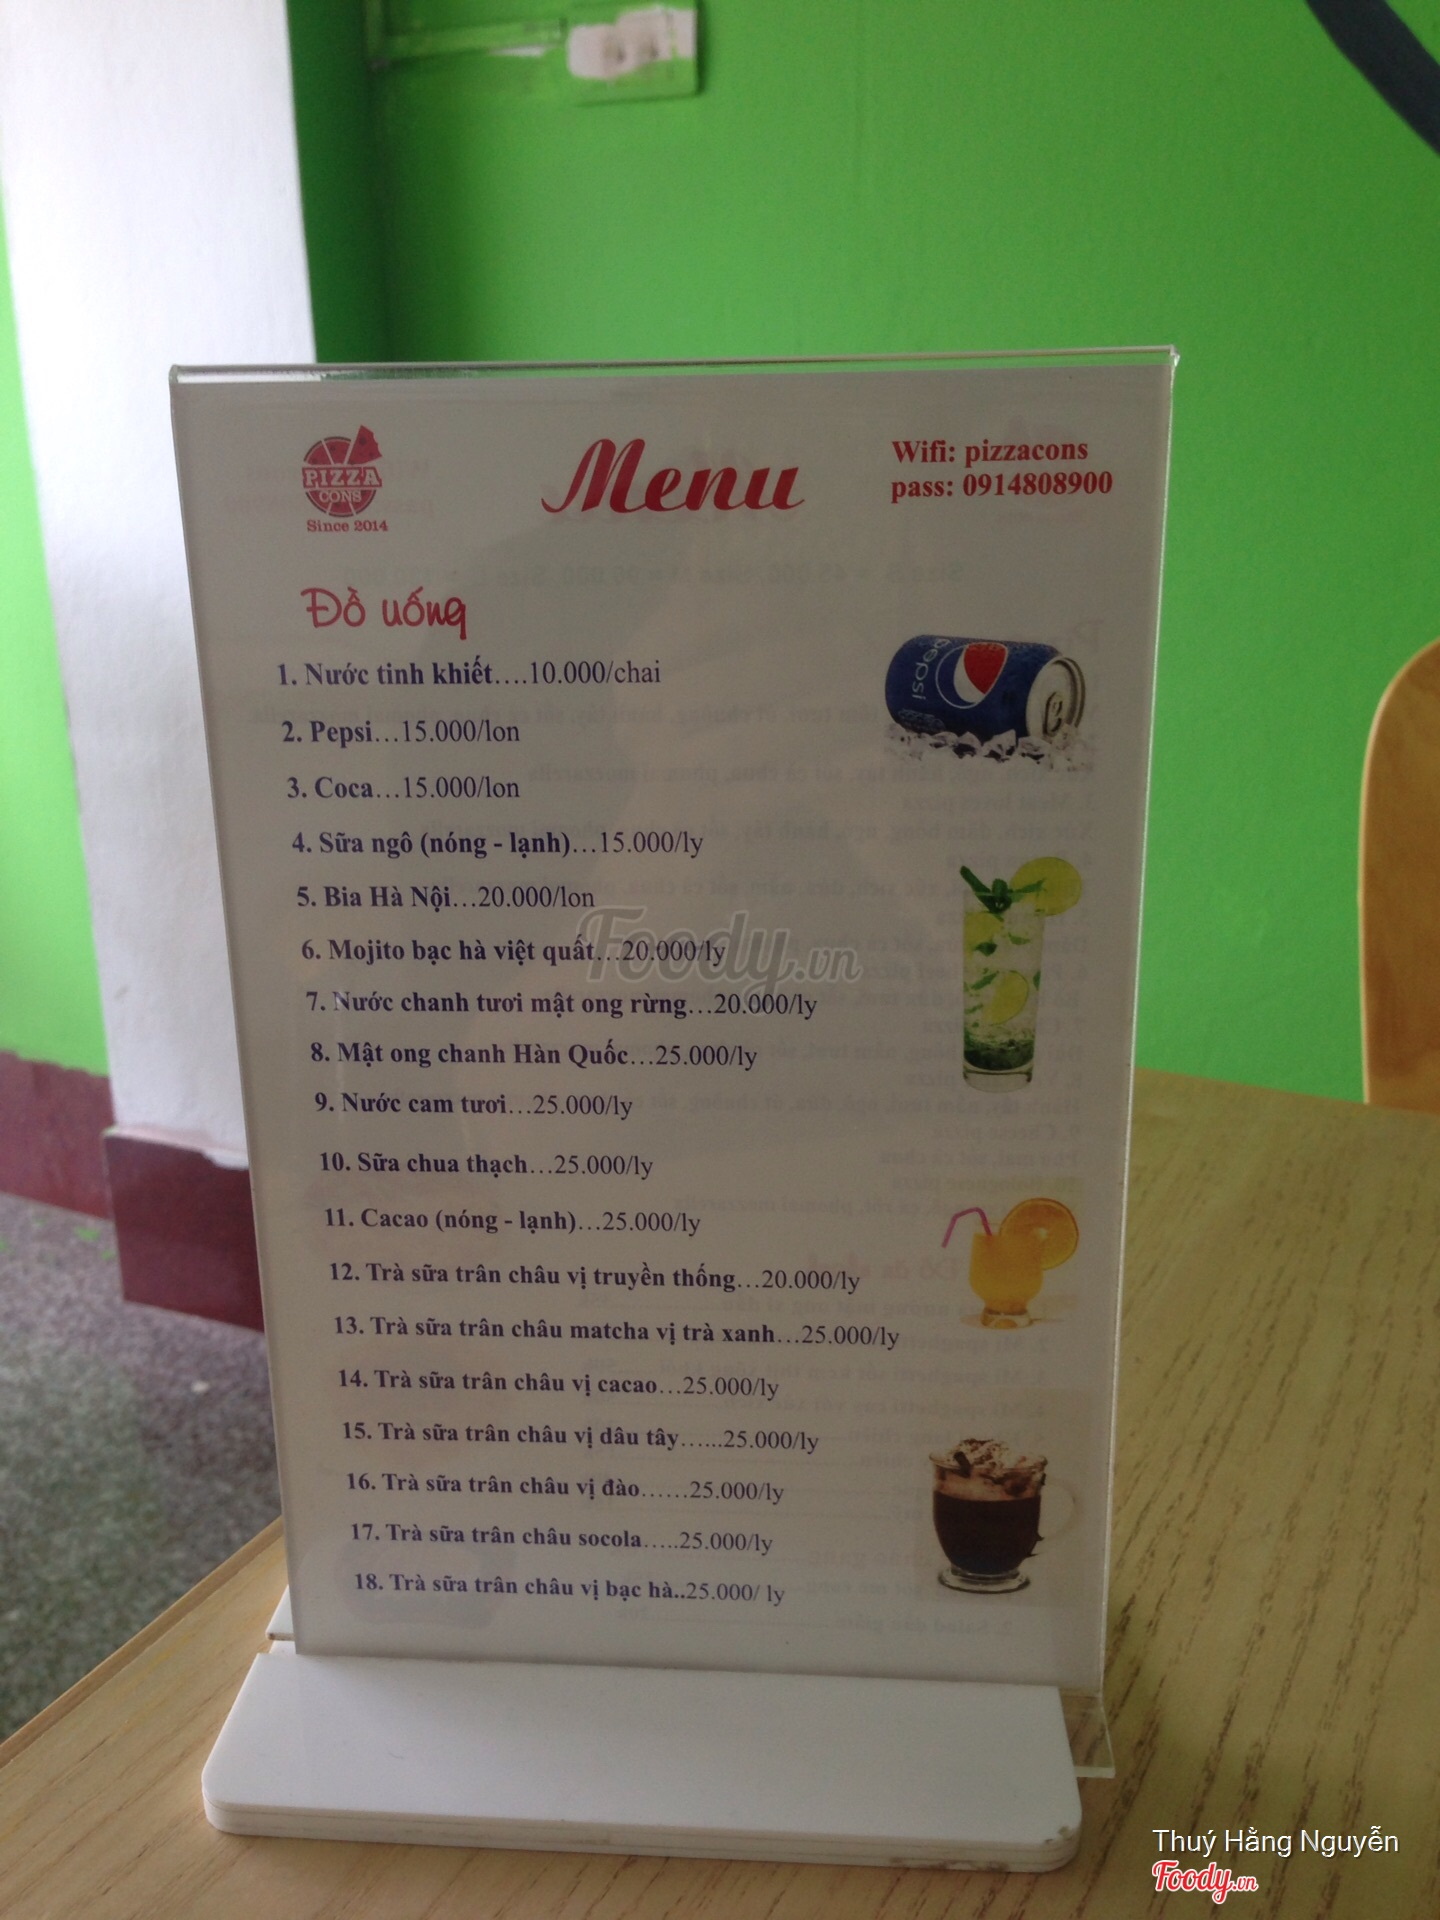 PIZZA
CONS
Since 2014
Menu
Wifi: pizzacons
pass: 0914808900
Đồ uống
1. Nước tinh khiết....10.000/chai
pepsi
2. Pepsi...15.000/lon
3. Coca...15.000/lon
4. Sữa ngô (nóng - lạnh)...15.000/ly
5. Bia Hà Nội...20.000/lon
6. Mojito bạc hà việt quất...20.000/ly
Foody.vn
7. Nước chanh tươi mật ong rừng...20.000/ly
8. Mật ong chanh Hàn Quốc...25.000/ly
9. Nước cam tươi...25.000/ly
10. Sữa chua thạch...25.000/ly
11. Cacao (nóng - lạnh)...25.000/ly
12. Trà sữa trân châu vị truyền thống...20.000/ly
13. Trà sữa trân châu matcha vị trà xanh...25.000/ly
14. Trà sữa trân châu vị cacao...25.000/ly
15. Trà sữa trân châu vị dâu tây......25.000/ly
16. Trà sữa trân châu vị đào......25.000/ly
17. Trà sữa trân châu socola.....25.000/ly
18. Trà sữa trân châu vị bạc hà..25.000/ ly
Thuý Hằng Nguyễn
Foody.vn